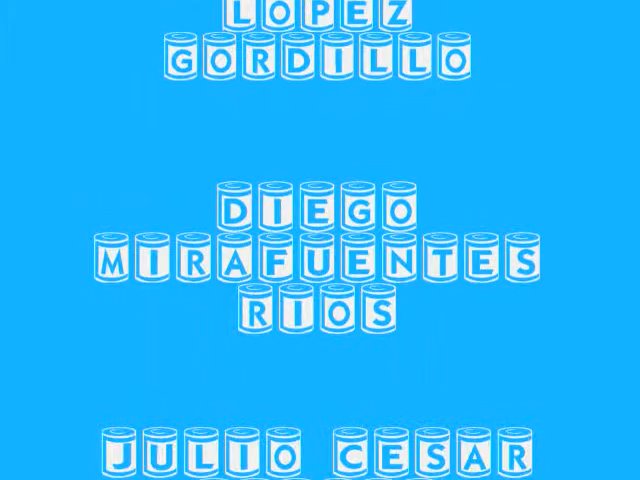 LOPEZ
GORDILLO
DIEGO
MIRAFUENTES
RIOS
JULIO CESAR